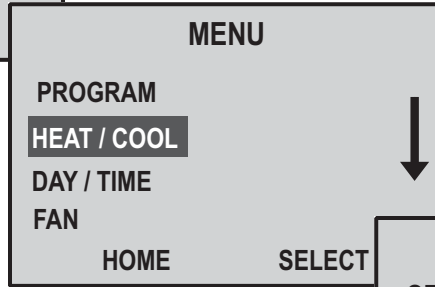 MENU
PROGRAM
HEAT / COOL
DAY / TIME
FAN
HOME SELECT